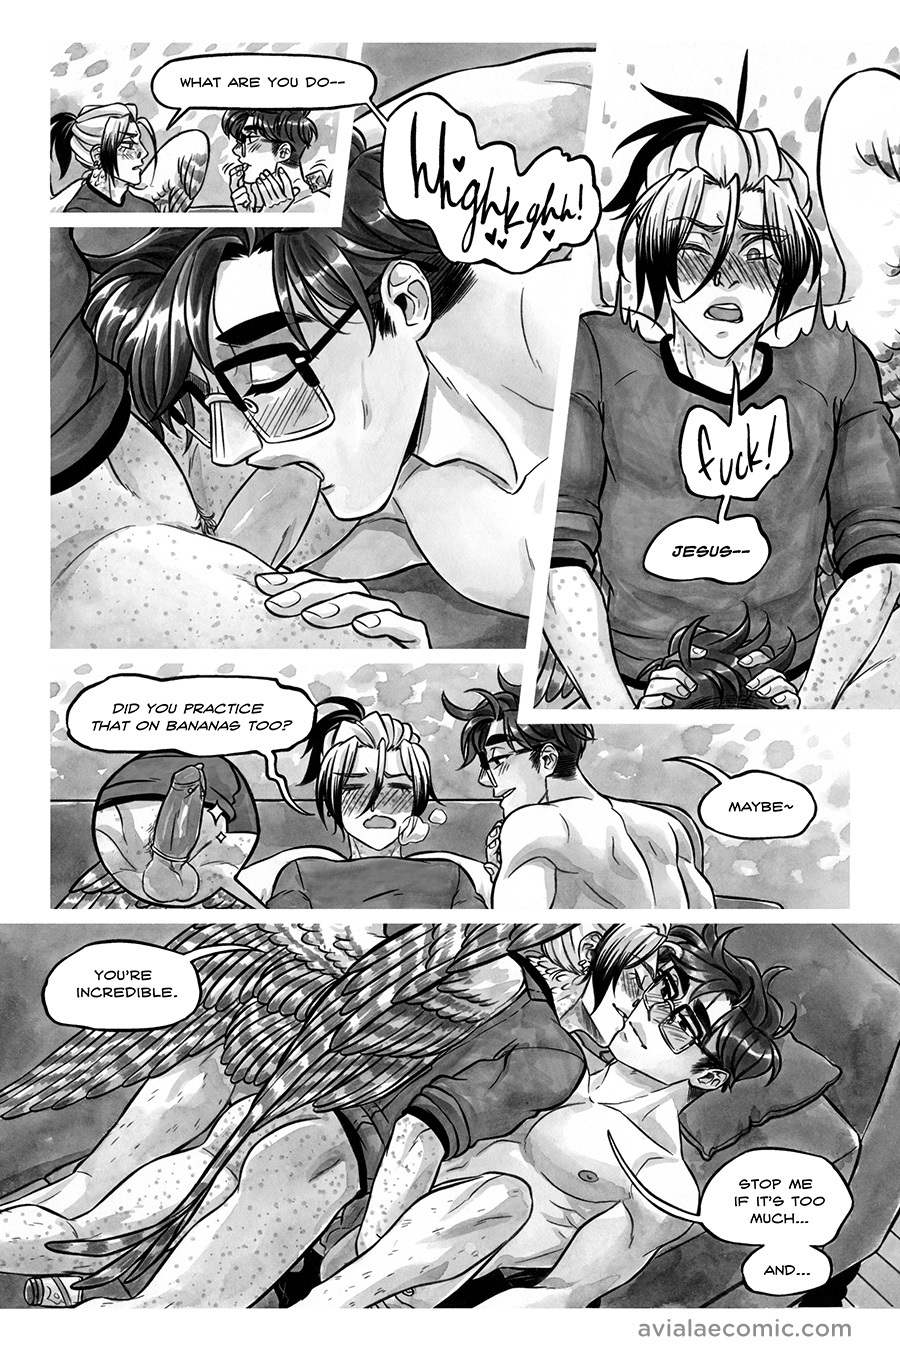 WHAT ARE YOU DO--
hhghkghh!
fuck!
JESUS--
DID YOU PRACTICE
THAT ON BANANAS TOO?
MAYBE~
YOU'RE
INCREDIBLE.
STOP ME
IF IT'S TOO
MUCH...
AND...
avialaecomic.com